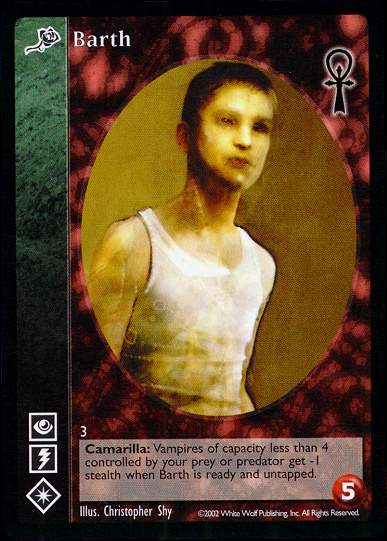 Barth
3
Camarilla: Vampires of capacity less than 4
controlled by your prey or predator get -1
stealth when Barth is ready and untapped.
5
Illus. Christopher Shy
©2002 White Wolf Publishing, Inc. All Rights Reserved.